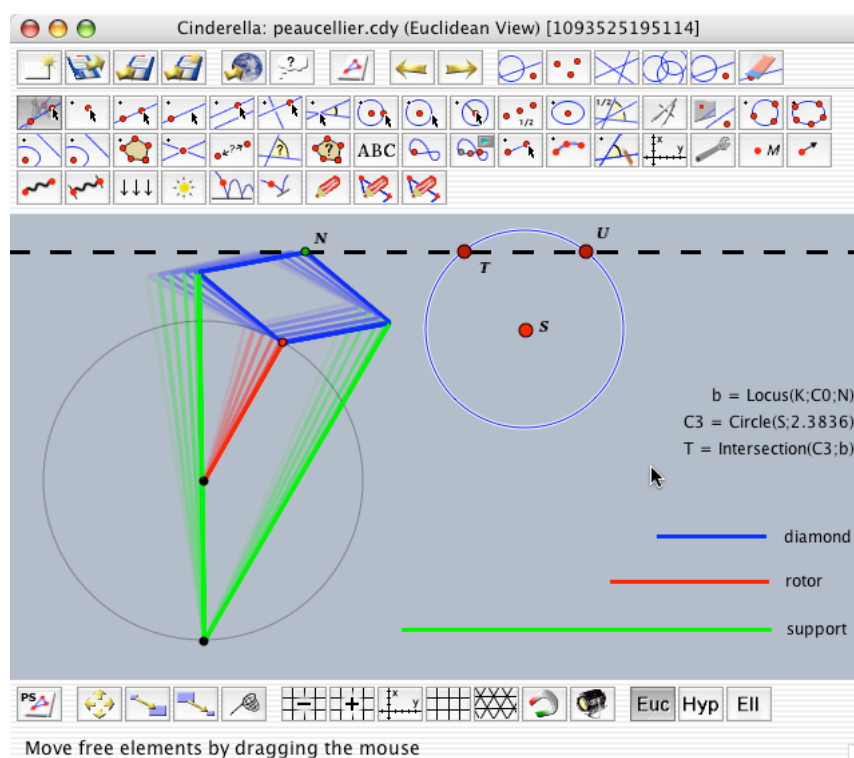 Cinderella: peaucellier.cdy (Euclidean View) [1093525195114]
?
1/2
1/2
? ? ? ABC x y M
N
U
T
S
b = Locus(K;C0;N)
C3 = Circle(S;2.3836)
T = Intersection(C3;b)
diamond
rotor
support
PS x y Euc Hyp Ell
Move free elements by dragging the mouse